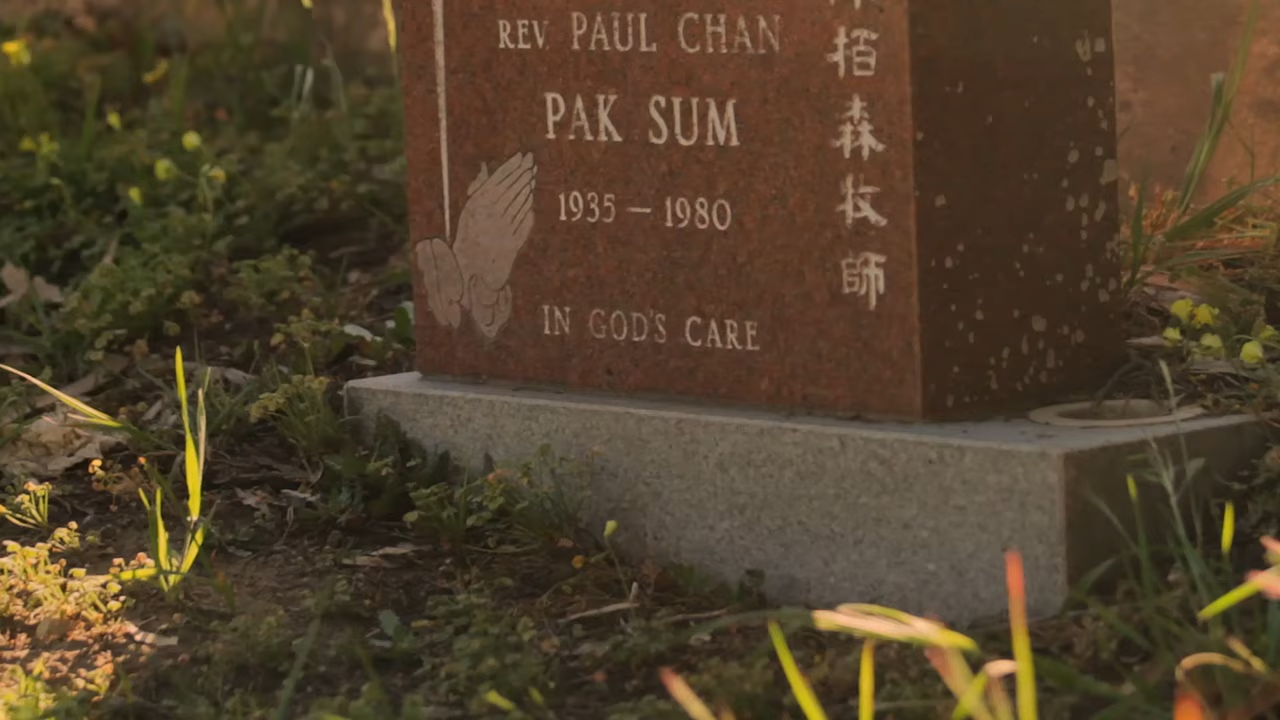 REV. PAUL CHAN
PAK SUM
1935 – 1980
IN GOD'S CARE
栢森牧師